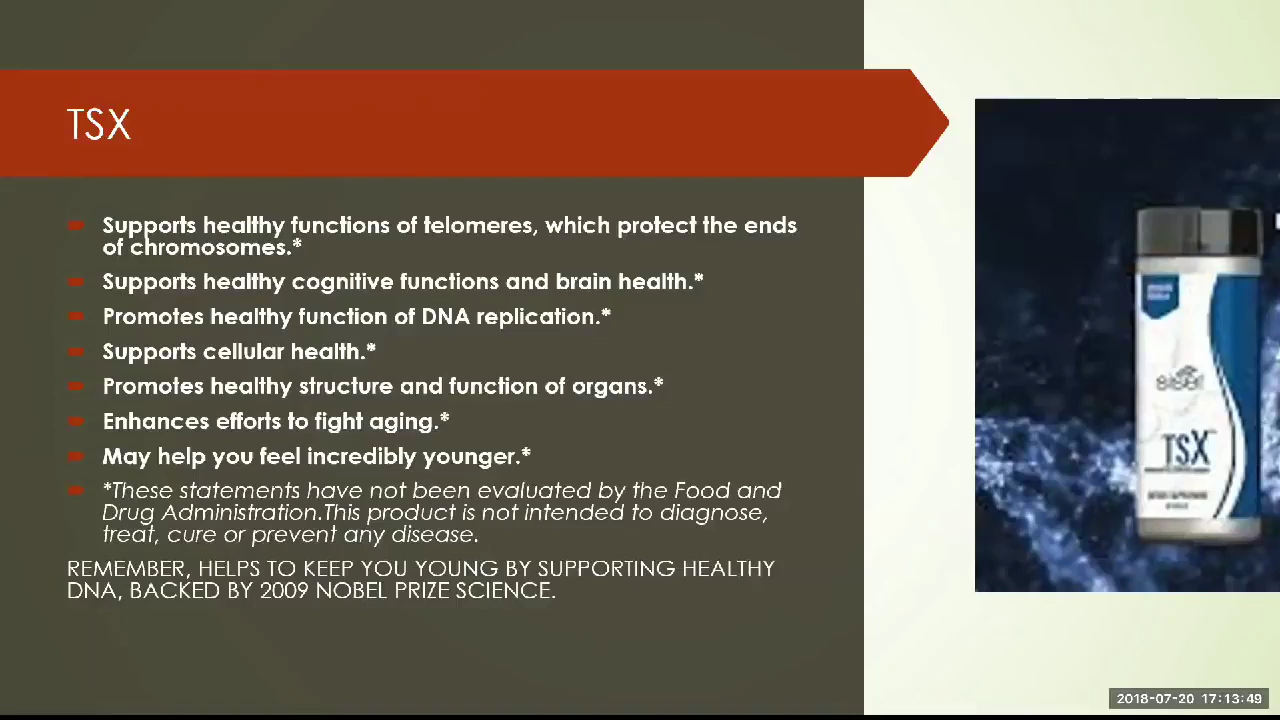 TSX
Supports healthy functions of telomeres, which protect the ends
of chromosomes.*
Supports healthy cognitive functions and brain health.*
Promotes healthy function of DNA replication.*
Supports cellular health.*
Promotes healthy structure and function of organs.*
Enhances efforts to fight aging.*
May help you feel incredibly younger.*
*These statements have not been evaluated by the Food and
Drug Administration.This product is not intended to diagnose,
treat, cure or prevent any disease.
REMEMBER, HELPS TO KEEP YOU YOUNG BY SUPPORTING HEALTHY
DNA, BACKED BY 2009 NOBEL PRIZE SCIENCE.
TSX
2018-07-20 17:13:49